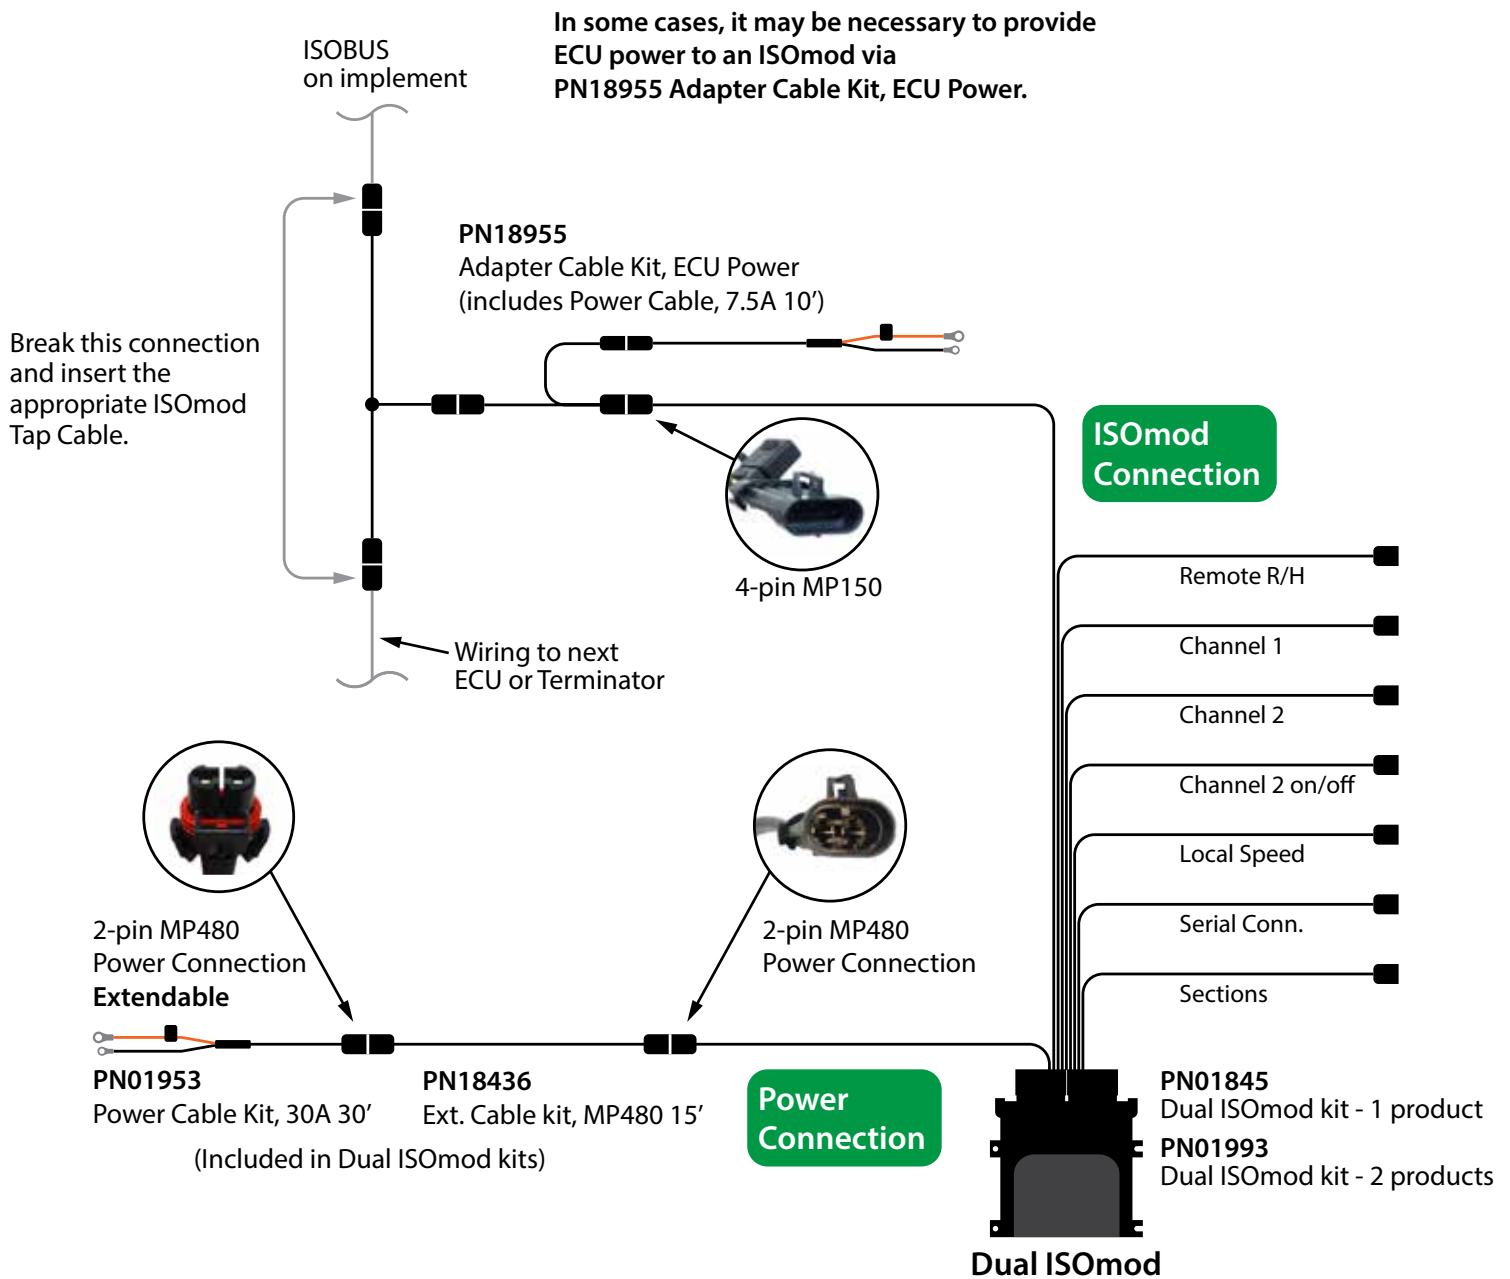 In some cases, it may be necessary to provide
ECU power to an ISOmod via
PN18955 Adapter Cable Kit, ECU Power.
ISOBUS
on implement
PN18955
Adapter Cable Kit, ECU Power
(includes Power Cable, 7.5A 10’)
Break this connection
and insert the
appropriate ISOmod
Tap Cable.
ISOmod
Connection
4-pin MP150
Remote R/H
Channel 1
Wiring to next
ECU or Terminator
Channel 2
Channel 2 on/off
Local Speed
Serial Conn.
Sections
2-pin MP480
Power Connection
Extendable
2-pin MP480
Power Connection
PN01953
Power Cable Kit, 30A 30’
PN18436
Ext. Cable kit, MP480 15’
(Included in Dual ISOmod kits)
Power
Connection
PN01845
Dual ISOmod kit - 1 product
PN01993
Dual ISOmod kit - 2 products
Dual ISOmod